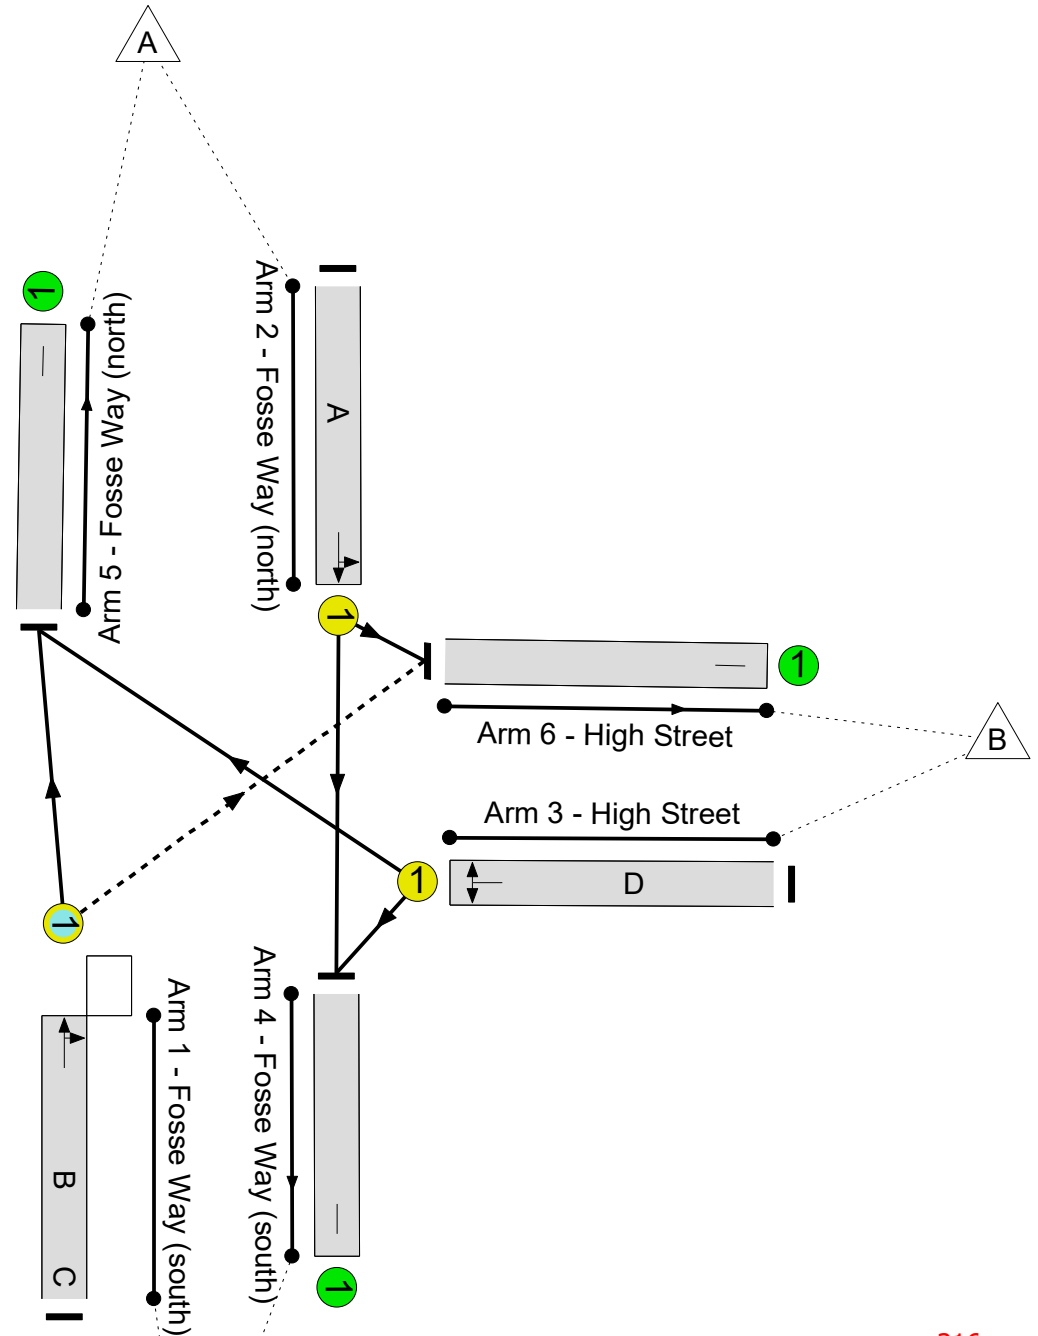 A
1
Arm 5 - Fosse Way (north)
Arm 2 - Fosse Way (north)
A
1
1
Arm 6 - High Street
B
Arm 3 - High Street
1
D
1
Arm 1 - Fosse Way (south)
B
C
Arm 4 - Fosse Way (south)
1